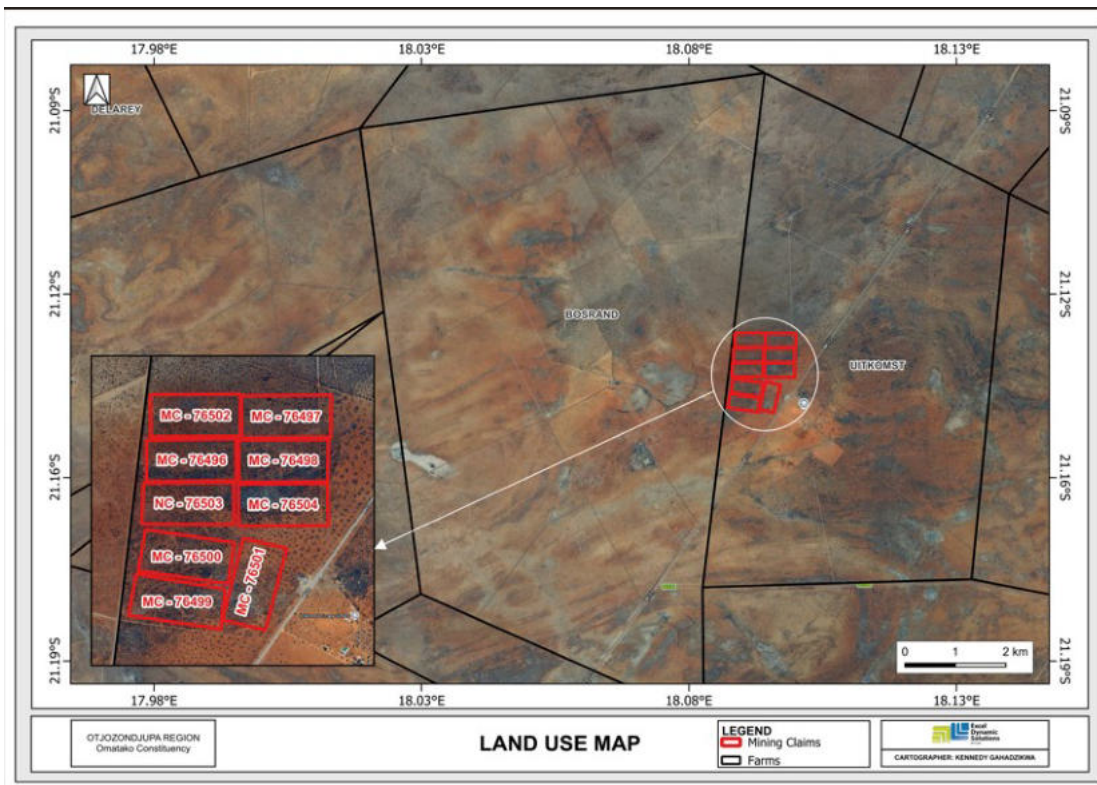 17.98°E
18.03°E
18.08°E
18.13°E
21.09°S
21.09°S
DELAREY
21.12°S
21.12°S
BOSRAND
UITKOMST
MC - 76502
MC - 76497
MC - 76496
MC - 76498
NC - 76503
MC - 76504
MC - 76500
MC - 76501
MC - 76499
21.16°S
21.16°S
0 1 2 km
21.19°S
21.19°S
17.98°E
18.03°E
18.08°E
18.13°E
OTJOZONDJUPA REGION
Omatako Constituency
LAND USE MAP
LEGEND
Mining Claims
Farms
Excel
Dynamic
Solutions
CARTOGRAPHER: KENNEDY GAHADZIKWA